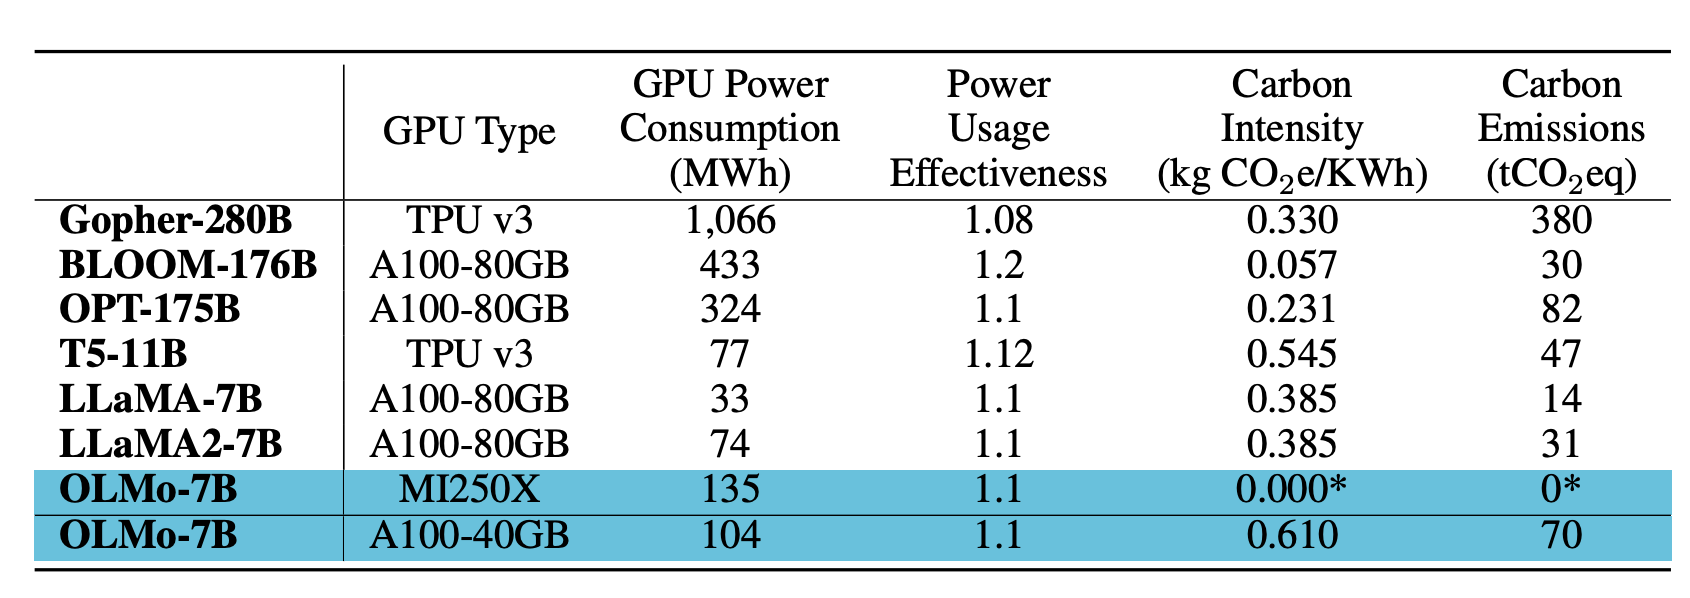 GPU Type GPU Power Consumption (MWh) Power Usage Effectiveness Carbon Intensity (kg CO₂e/KWh) Carbon Emissions (tCO₂eq)
Gopher-280B TPU v3 1,066 1.08 0.330 380
BLOOM-176B A100-80GB 433 1.2 0.057 30
OPT-175B A100-80GB 324 1.1 0.231 82
T5-11B TPU v3 77 1.12 0.545 47
LLaMA-7B A100-80GB 33 1.1 0.385 14
LLaMA2-7B A100-80GB 74 1.1 0.385 31
OLMo-7B MI250X 135 1.1 0.000* 0*
OLMo-7B A100-40GB 104 1.1 0.610 70